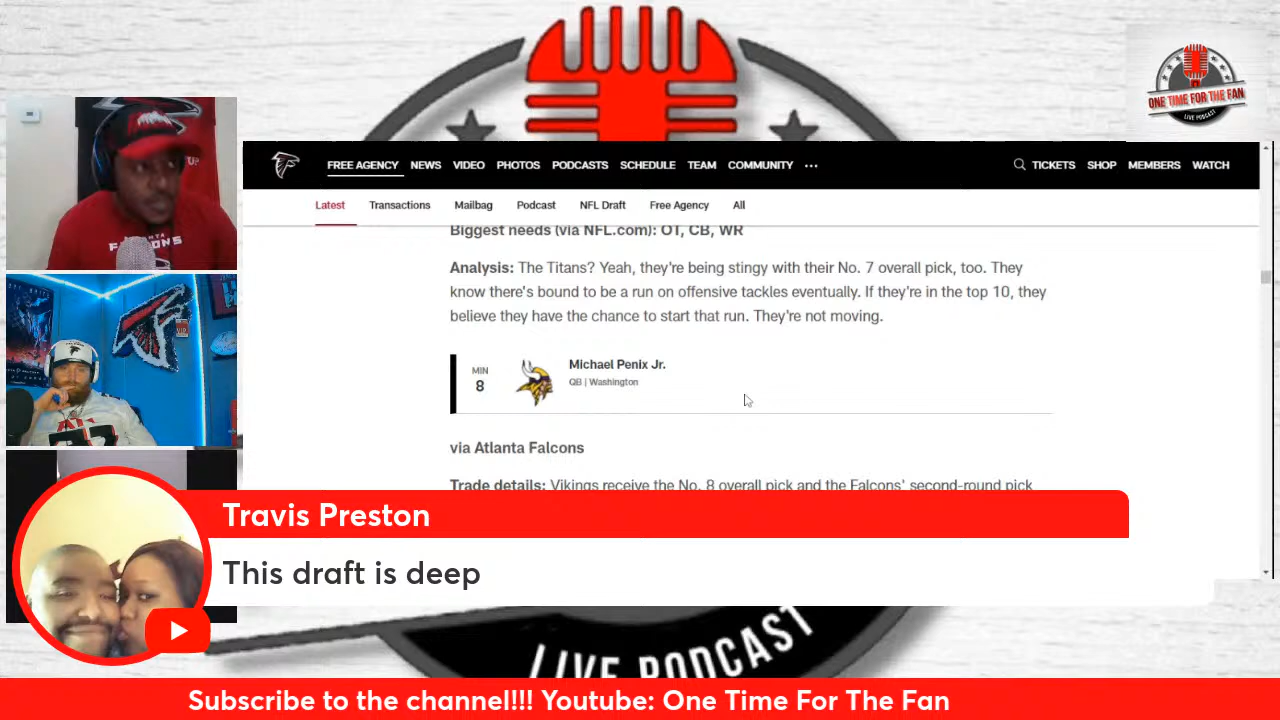 ONE TIME FOR THE FAN
LIVE PODCAST
FREE AGENCY NEWS VIDEO PHOTOS PODCASTS SCHEDULE TEAM COMMUNITY ••• TICKETS SHOP MEMBERS WATCH
Latest Transactions Mailbag Podcast NFL Draft Free Agency All
Biggest needs (via NFL.com): OT, CB, WR
Analysis: The Titans? Yeah, they're being stingy with their No. 7 overall pick, too. They
know there's bound to be a run on offensive tackles eventually. If they're in the top 10, they
believe they have the chance to start that run. They're not moving.
MIN
8
Michael Penix Jr.
QB | Washington
via Atlanta Falcons
Trade details: Vikings receive the No. 8 overall pick and the Falcons' second-round pick
Travis Preston
This draft is deep
LIVE PODCAST
Subscribe to the channel!!! Youtube: One Time For The Fan